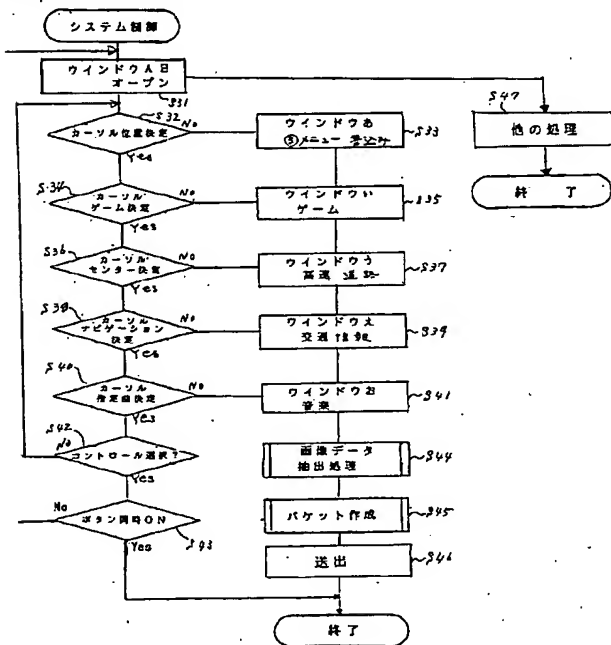 システム制御
ウインドウAB
オープン
S31
S47
他の処理
終了
S32
カーソル位置決定
No
Yes
ウインドウあ
メニュー 書込み
S33
S34
カーソル
ゲーム決定
No
Yes
ウインドウい
ゲーム
S35
S36
カーソル
センター決定
No
Yes
ウインドウう
高速 道路
S37
S38
カーソル
ナビゲーション
決定
No
Yes
ウインドウえ
交通情報
S39
S40
カーソル
指定曲決定
No
Yes
ウインドウお
音楽
S41
S42
No
コントロール選択?
Yes
画像データ
抽出処理
S44
No
ボタン同時ON
Yes
S43
パケット作成
S45
送出
S46
終了